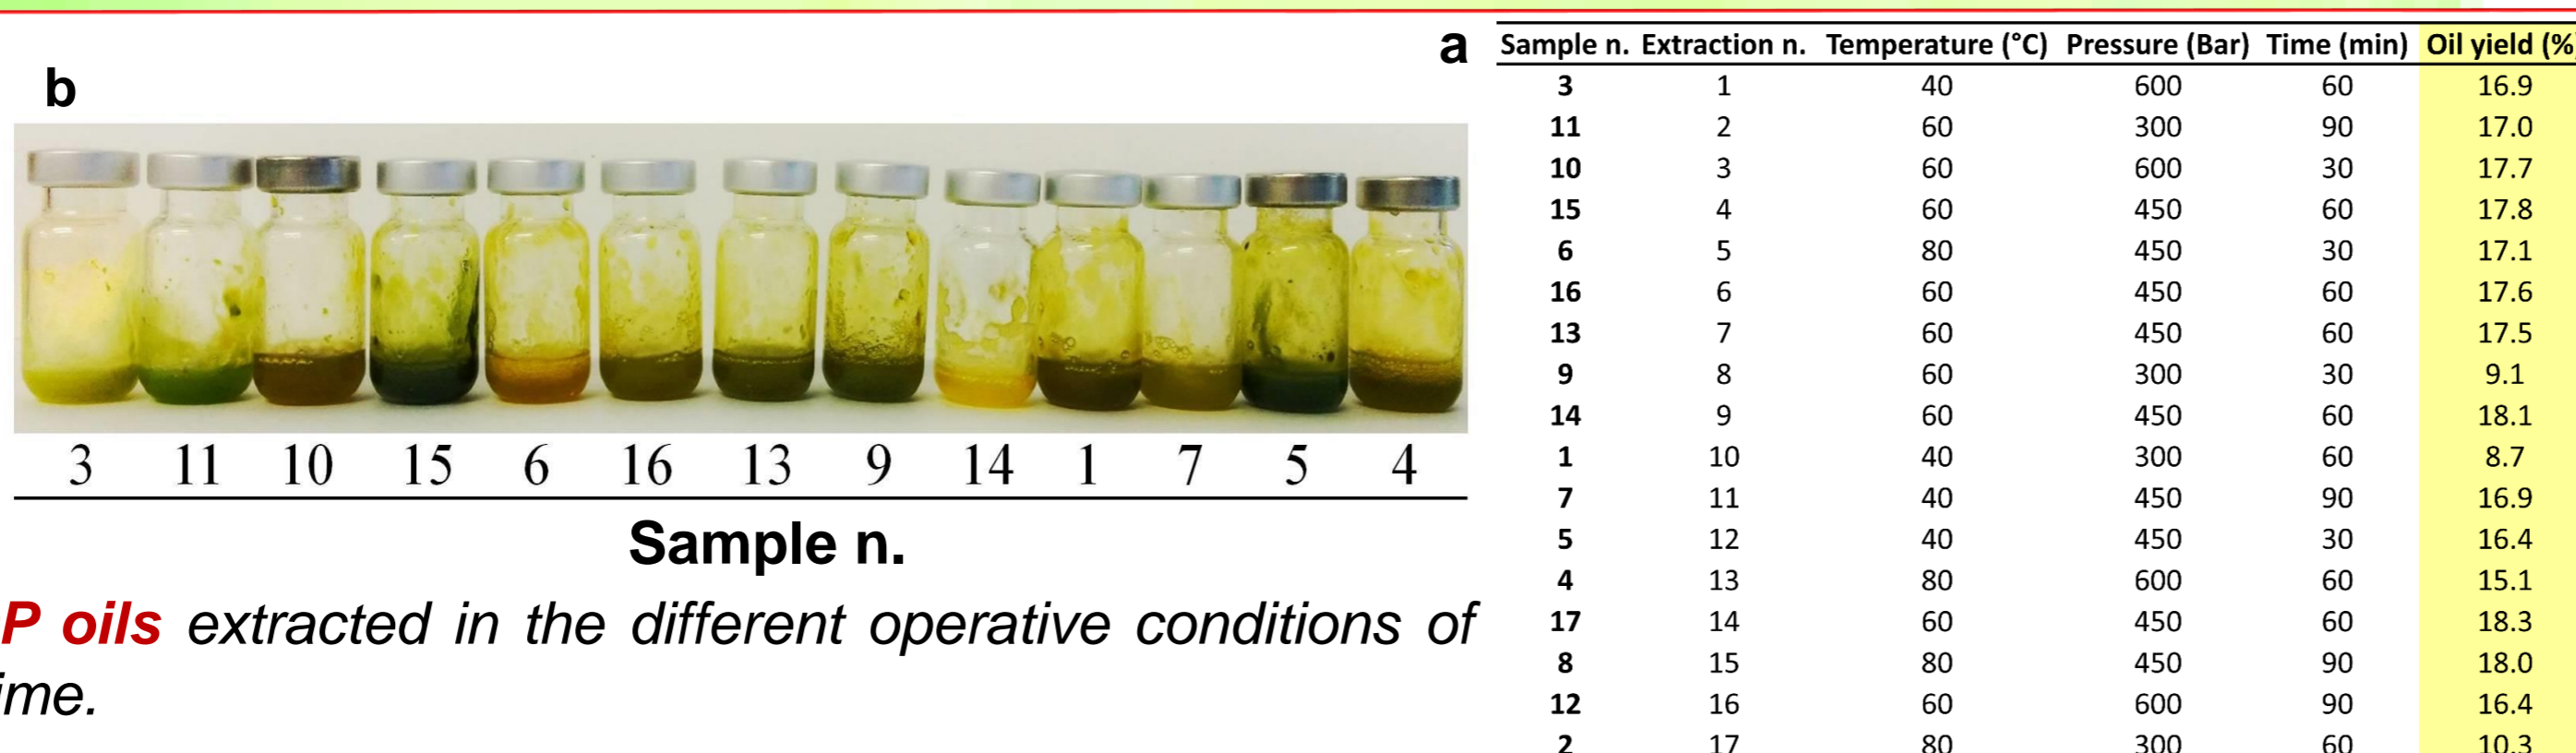 b
3 11 10 15 6 16 13 9 14 1 7 5 4
Sample n.
P oils extracted in the different operative conditions of
ime.
a
Sample n. Extraction n. Temperature (°C) Pressure (Bar) Time (min) Oil yield (%
3 1 40 600 60 16.9
11 2 60 300 90 17.0
10 3 60 600 30 17.7
15 4 60 450 60 17.8
6 5 80 450 30 17.1
16 6 60 450 60 17.6
13 7 60 450 60 17.5
9 8 60 300 30 9.1
14 9 60 450 60 18.1
1 10 40 300 60 8.7
7 11 40 450 90 16.9
5 12 40 450 30 16.4
4 13 80 600 60 15.1
17 14 60 450 60 18.3
8 15 80 450 90 18.0
12 16 60 600 90 16.4
2 17 80 300 60 10.3